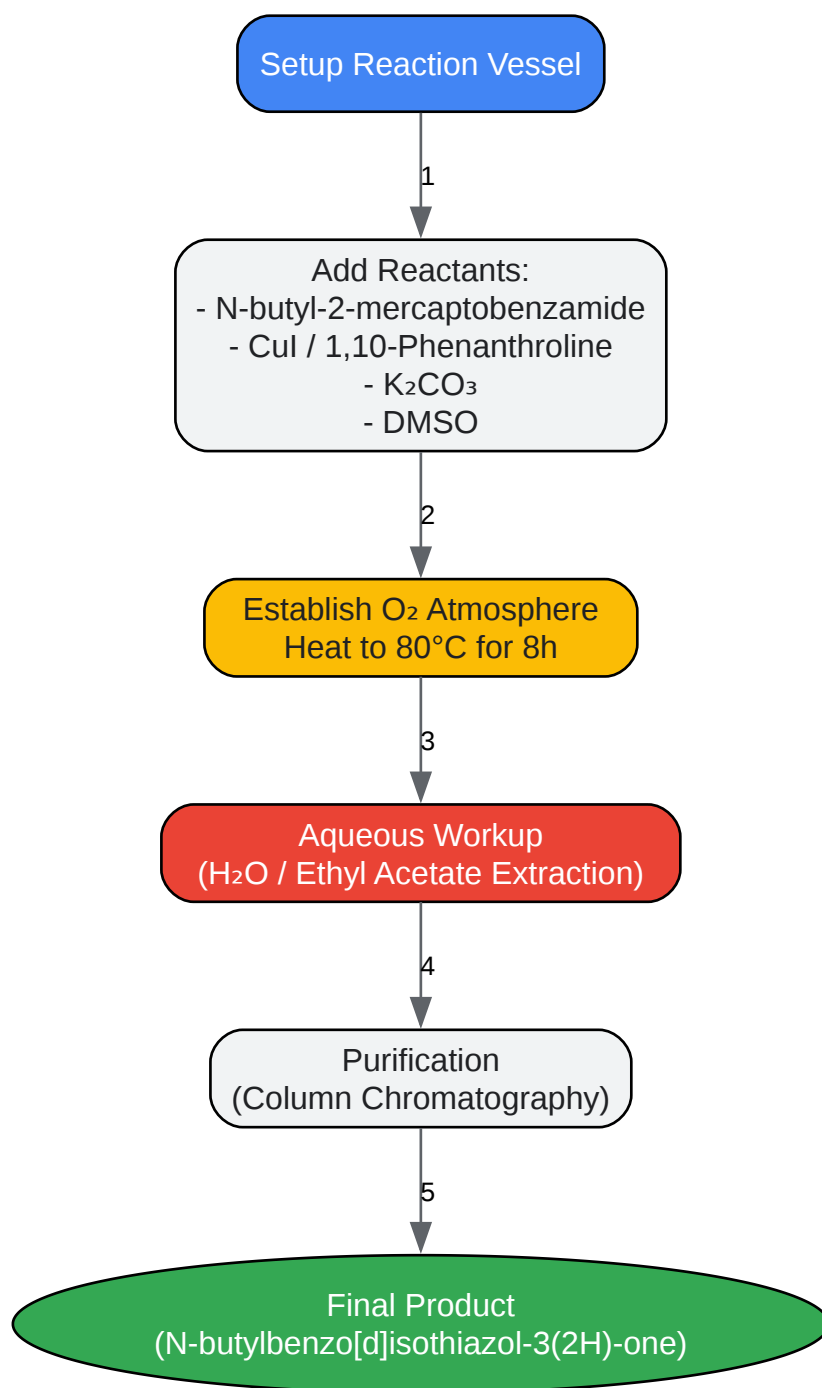 Setup Reaction Vessel
1
Add Reactants:
- N-butyl-2-mercaptobenzamide
- CuI / 1,10-Phenanthroline
- K₂CO₃
- DMSO
2
Establish O₂ Atmosphere
Heat to 80°C for 8h
3
Aqueous Workup
(H₂O / Ethyl Acetate Extraction)
4
Purification
(Column Chromatography)
5
Final Product
(N-butylbenzo[d]isothiazol-3(2H)-one)